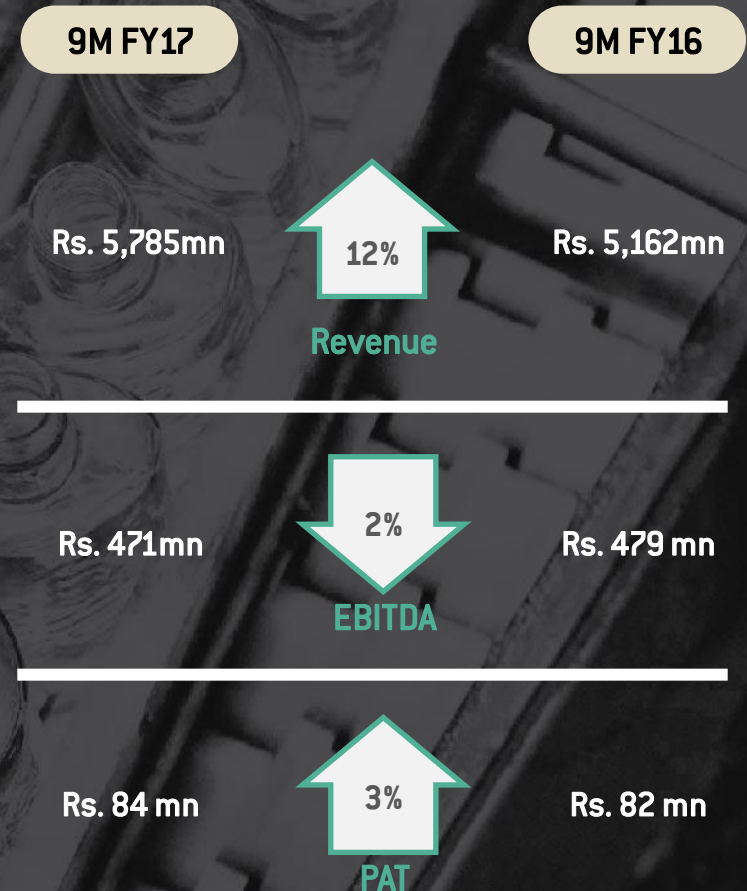 9M FY17
9M FY16
Rs. 5,785mn
12%
Rs. 5,162mn
Revenue
Rs. 471mn
2%
Rs. 479 mn
EBITDA
Rs. 84 mn
3%
Rs. 82 mn
PAT